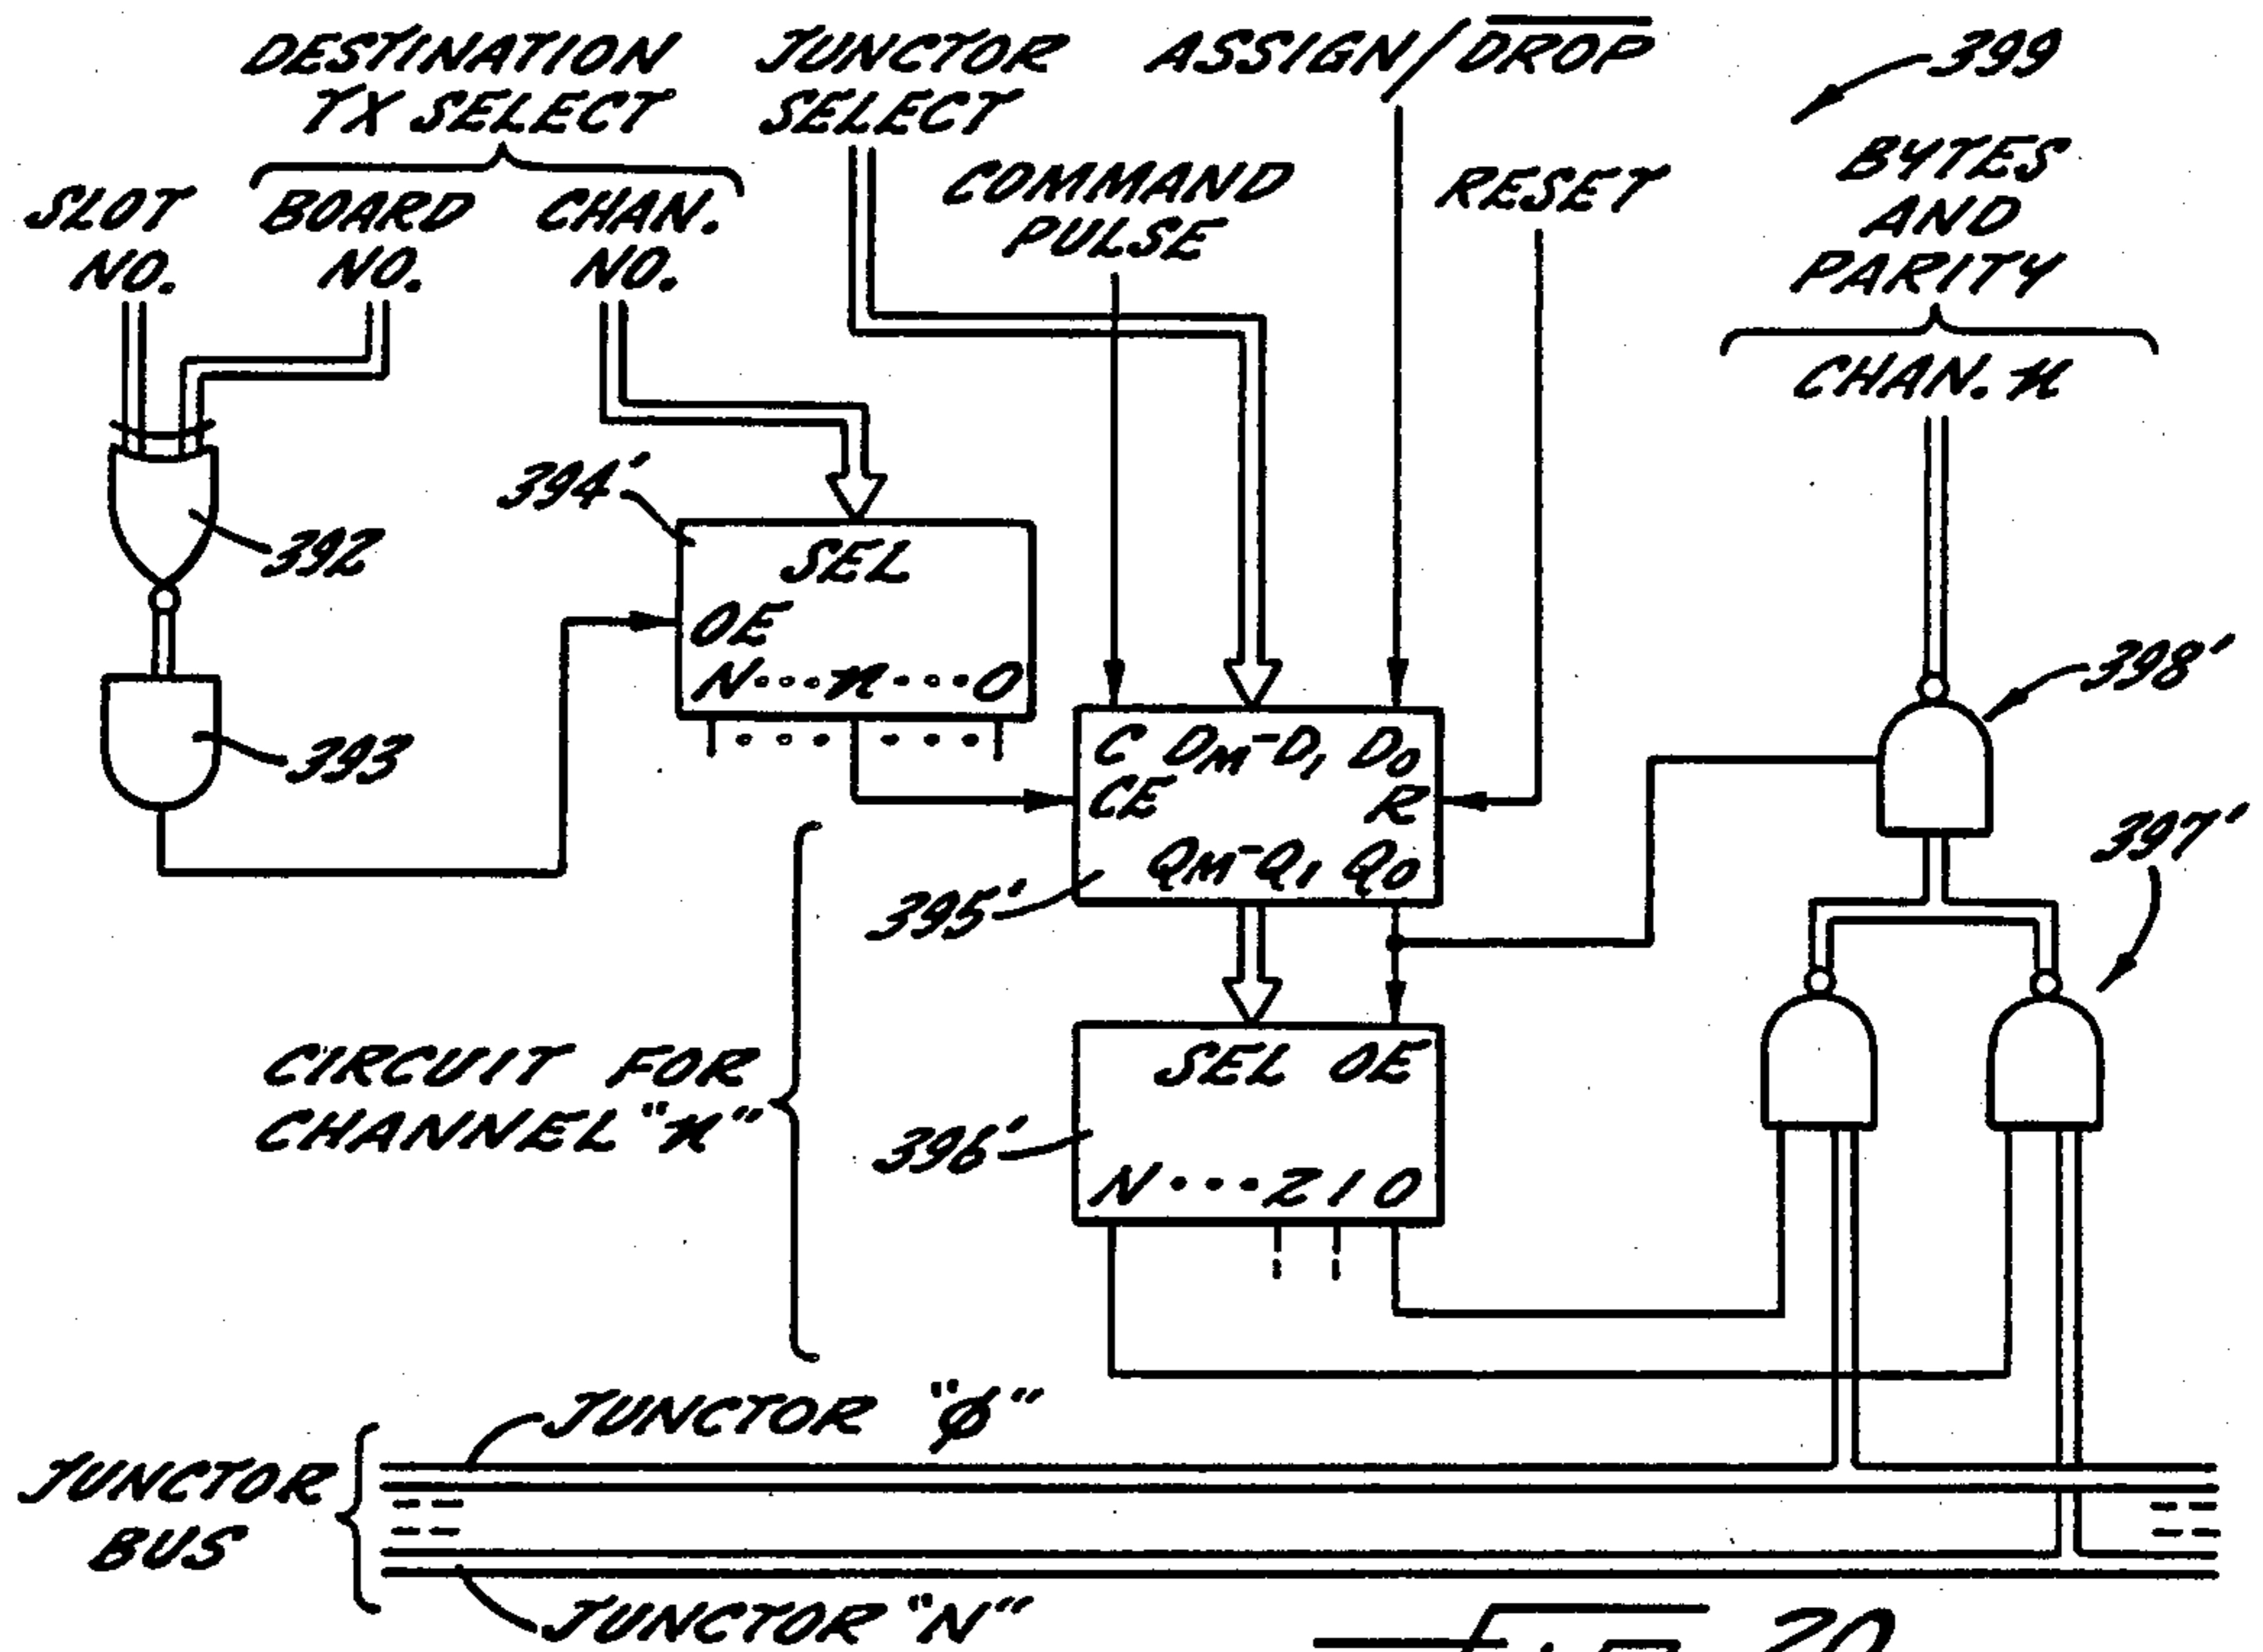 DESTINATION
TX SELECT
JUNCTOR
SELECT
ASSIGN/DROP
399
SLOT
NO.
BOARD
NO.
CHAN.
NO.
COMMAND
PULSE
RESET
BYTES
AND
PARITY
CHAN. n
392
394'
SEL
OE
N...n...0
393
398'
C DM-D1 D0
CE R
QM-Q1 Q0
395'
397'
CIRCUIT FOR
CHANNEL "n"
SEL OE
396'
N...2 1 0
JUNCTOR "Ø"
JUNCTOR
BUS
JUNCTOR "N"
20